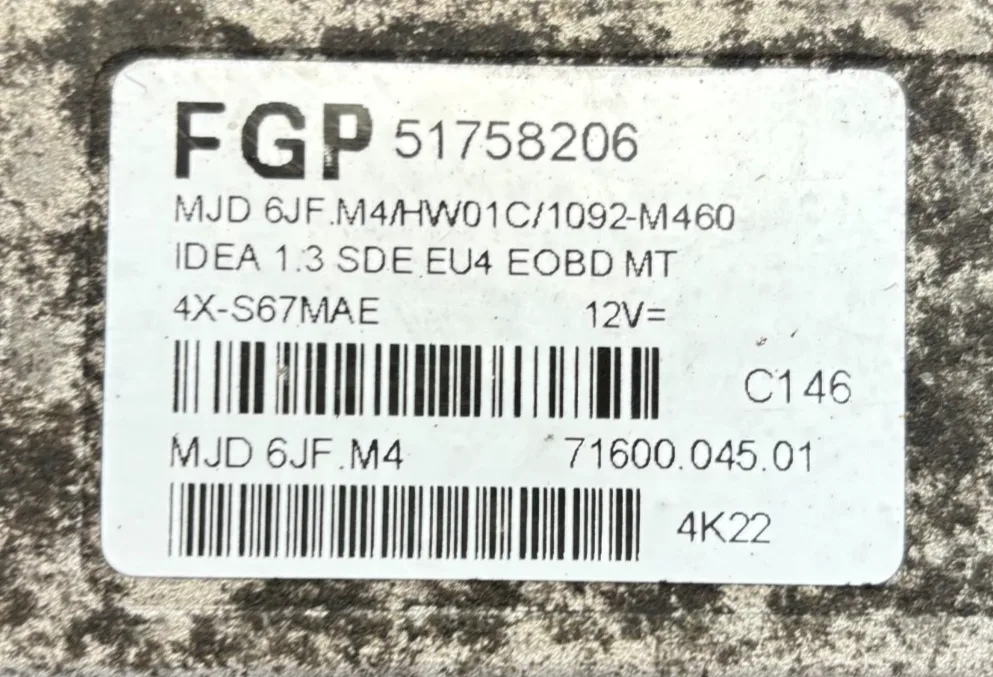 FGP 51758206
MJD 6JF.M4/HW01C/1092-M460
IDEA 1.3 SDE EU4 EOBD MT
4X-S67MAE 12V=
C146
MJD 6JF.M4 71600.045.01
4K22